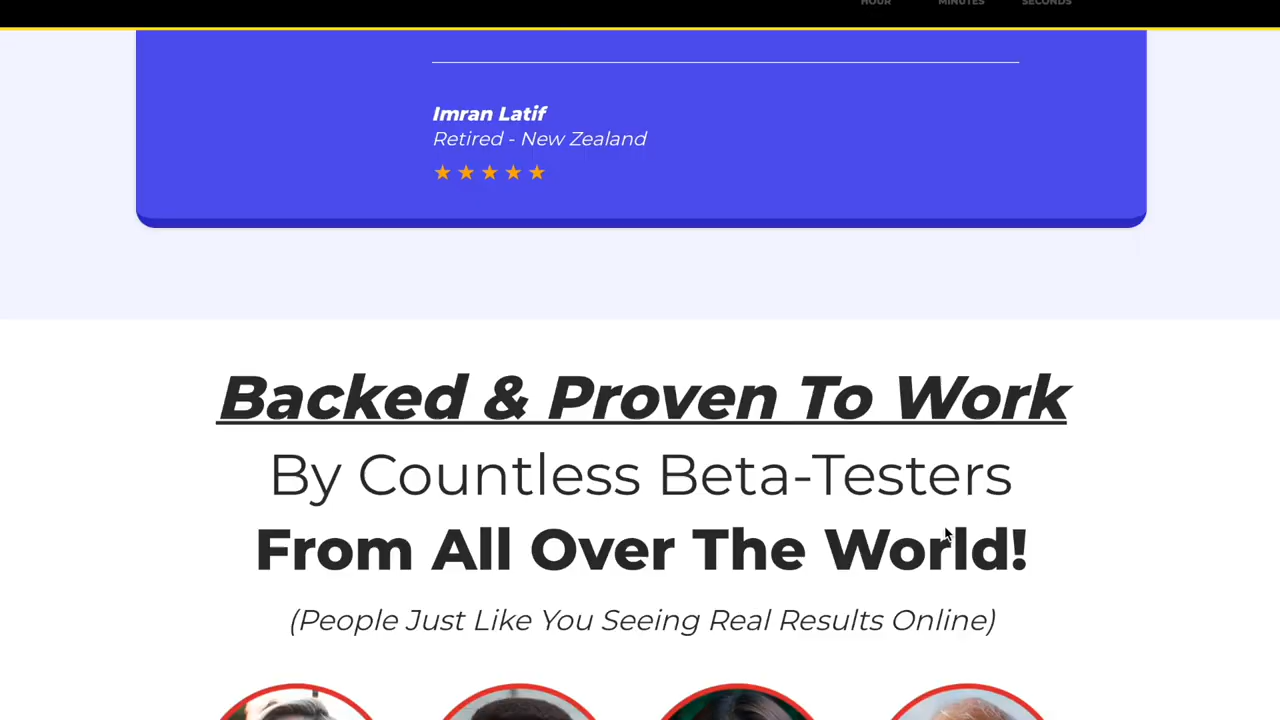 HOUR MINUTES SECONDS
Imran Latif
Retired - New Zealand
Backed & Proven To Work
By Countless Beta-Testers
From All Over The World!
(People Just Like You Seeing Real Results Online)